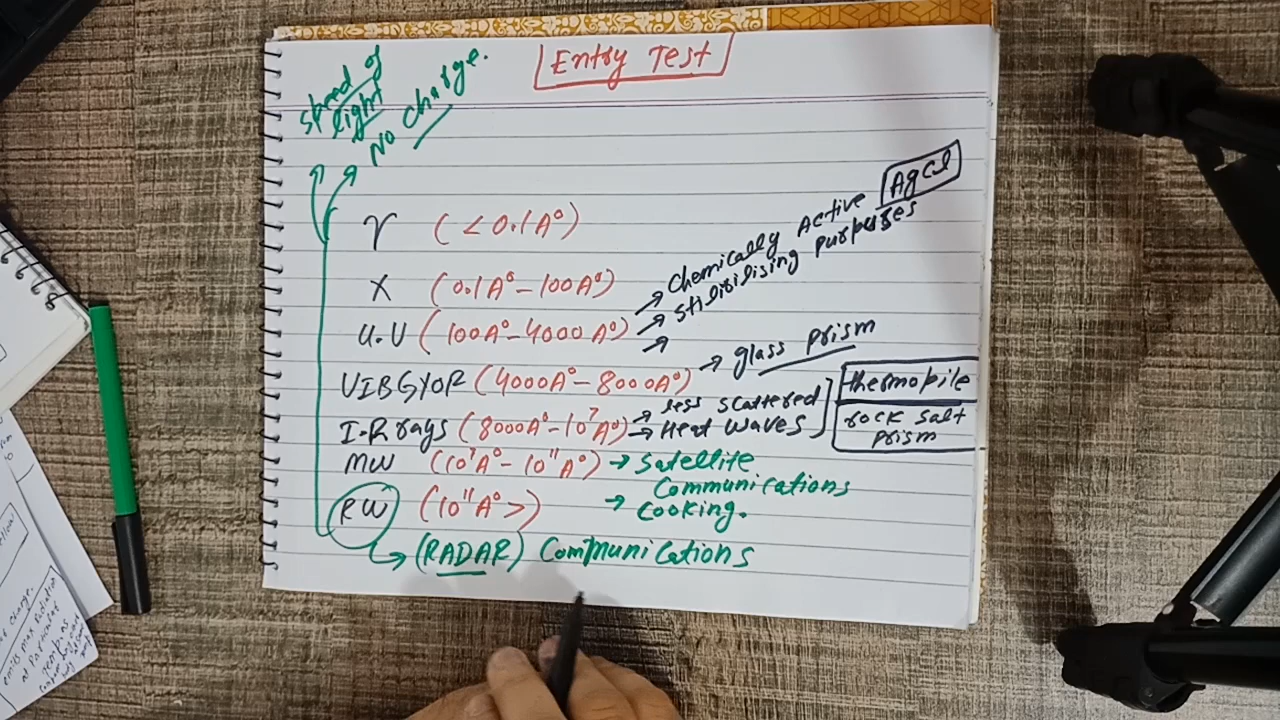 Entry Test
speed of
light
No charge.
γ (<0.1A°)
X (0.1A°-100A°)
U.V (100A°-4000A°)
Chemically Active AgCl
Stilirilising purposes
VIBGYOR (4000A°-8000A°) → glass prism
I-R rays (8000A°-10⁷A°) → less scattered
→ Heat waves
thermopile
rock salt
prism
MW (10⁷A°-10¹¹A°) → Satellite
Communications
→ Cooking.
RW (10¹¹A°>)
→ (RADAR) Communications